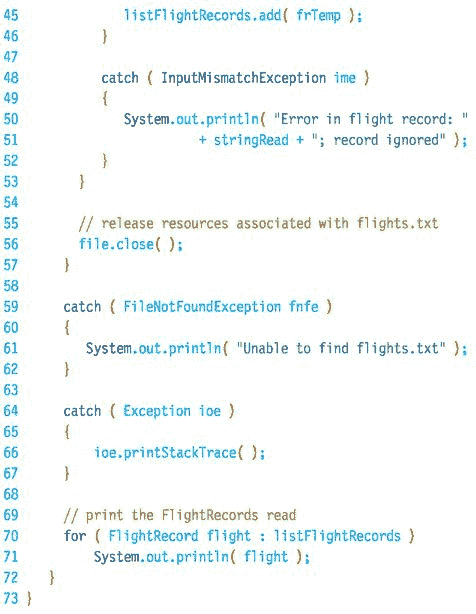 45 listFlightRecords.add( frTemp );
46 }
47
48 catch ( InputMismatchException ime )
49 {
50 System.out.println( "Error in flight record: "
51 + stringRead + "; record ignored" );
52 }
53 }
54
55 // release resources associated with flights.txt
56 file.close( );
57 }
58
59 catch ( FileNotFoundException fnfe )
60 {
61 System.out.println( "Unable to find flights.txt" );
62 }
63
64 catch ( Exception ioe )
65 {
66 ioe.printStackTrace( );
67 }
68
69 // print the FlightRecords read
70 for ( FlightRecord flight : listFlightRecords )
71 System.out.println( flight );
72 }
73 }